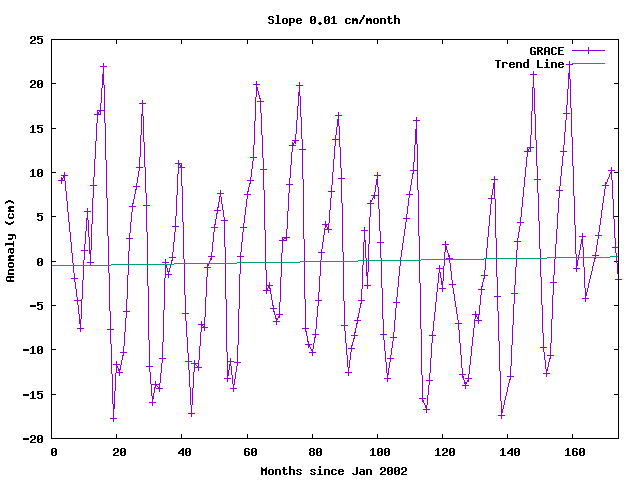 Slope 0.01 cm/month
GRACE
Trend Line
25
20
15
10
5
0
-5
-10
-15
-20
Anomaly (cm)
0 20 40 60 80 100 120 140 160
Months since Jan 2002